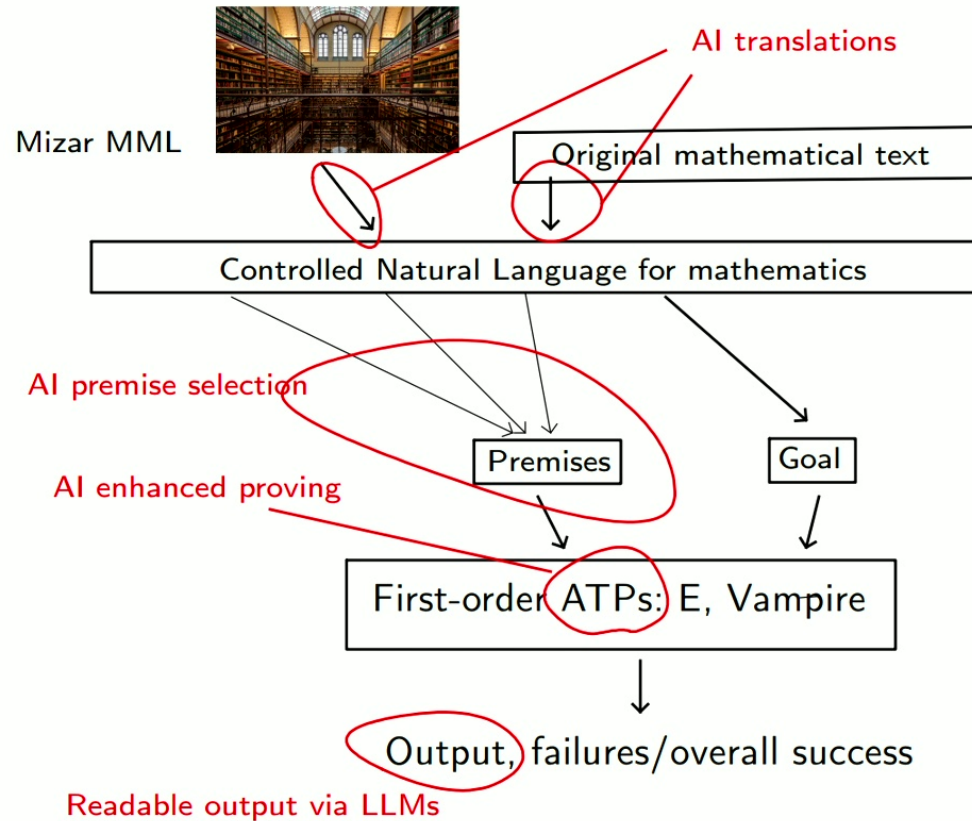 AI translations
Mizar MML
Original mathematical text
Controlled Natural Language for mathematics
AI premise selection
Premises
Goal
AI enhanced proving
First-order ATPs: E, Vampire
Output, failures/overall success
Readable output via LLMs